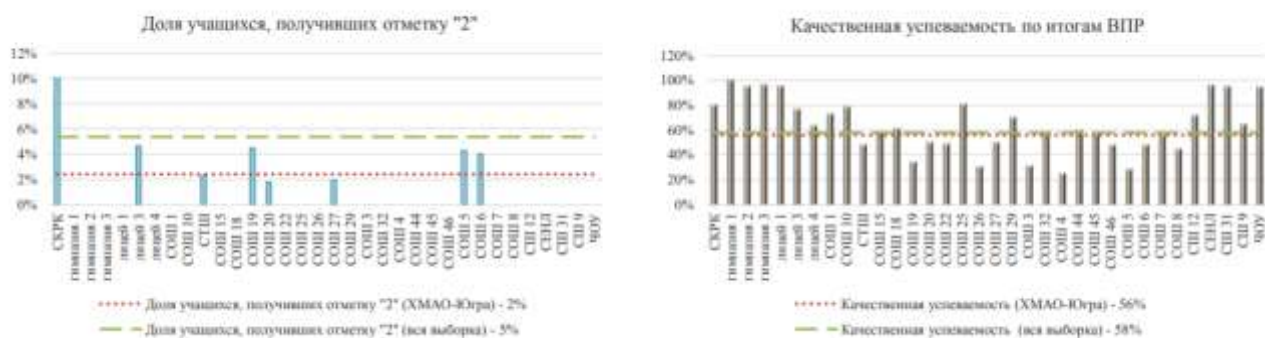 Доля учащихся, получивших отметку "2"
12%
10%
8%
6%
4%
2%
0%
СКРК
гимназия 1
гимназия 2
гимназия 3
лицей 1
лицей 3
лицей 4
СОШ 1
СОШ 10
СТШ
СОШ 15
СОШ 18
СОШ 19
СОШ 20
СОШ 22
СОШ 25
СОШ 26
СОШ 27
СОШ 29
СОШ 3
СОШ 32
СОШ 4
СОШ 44
СОШ 45
СОШ 46
СОШ 5
СОШ 6
СОШ 7
СОШ 8
СШ 12
СЕНЛ
СШ 31
СШ 9
ЧОУ
Доля учащихся, получивших отметку "2" (ХМАО-Югра) - 2%
Доля учащихся, получивших отметку "2" (вся выборка) - 5%
Качественная успеваемость по итогам ВПР
120%
100%
80%
60%
40%
20%
0%
СКРК
гимназия 1
гимназия 2
гимназия 3
лицей 1
лицей 3
лицей 4
СОШ 1
СОШ 10
СТШ
СОШ 15
СОШ 18
СОШ 19
СОШ 20
СОШ 22
СОШ 25
СОШ 26
СОШ 27
СОШ 29
СОШ 3
СОШ 32
СОШ 4
СОШ 44
СОШ 45
СОШ 46
СОШ 5
СОШ 6
СОШ 7
СОШ 8
СШ 12
СЕНЛ
СШ 31
СШ 9
ЧОУ
Качественная успеваемость (ХМАО-Югра) - 56%
Качественная успеваемость (вся выборка) - 58%